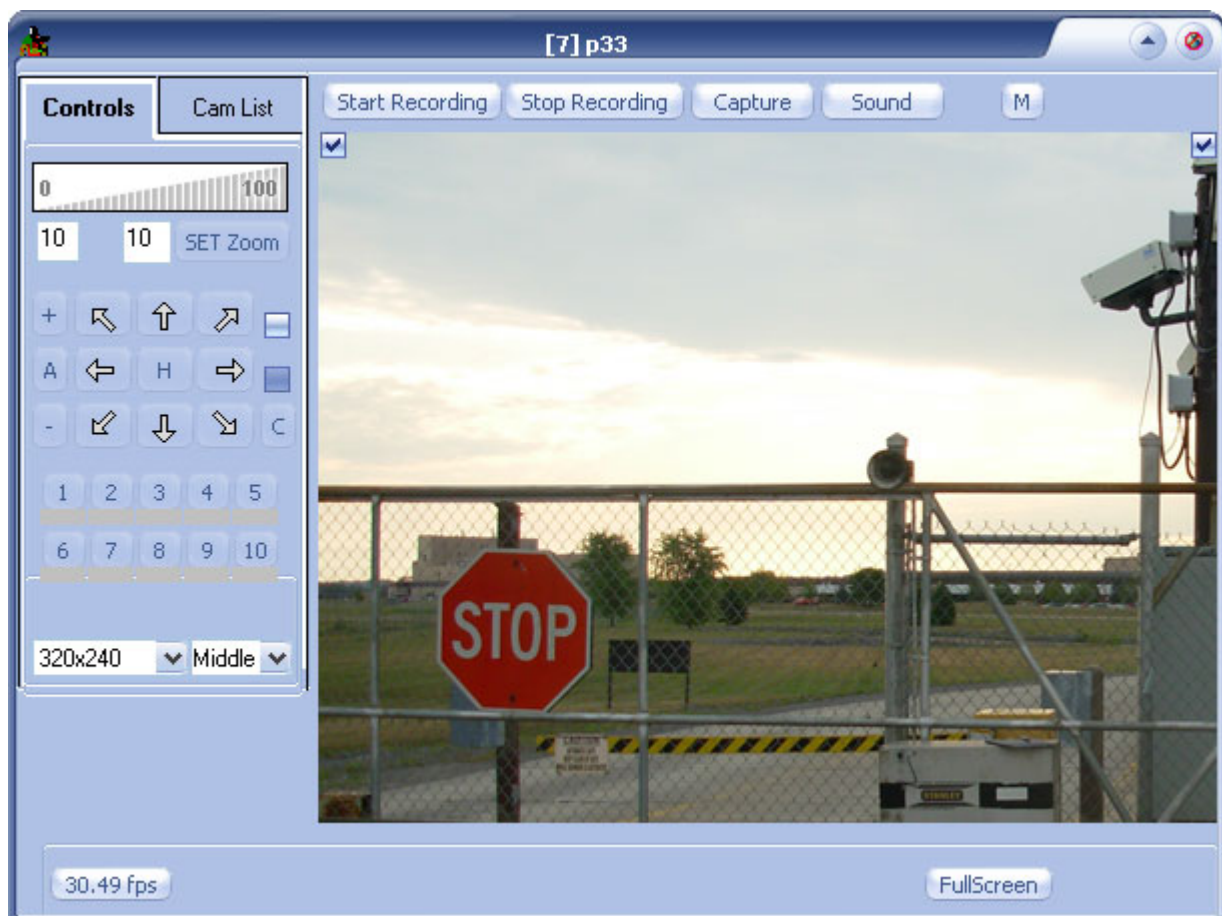 [7] p33
Controls
Cam List
Start Recording
Stop Recording
Capture
Sound
M
0
100
10
10
SET Zoom
+
A
H
-
C
1 2 3 4 5
6 7 8 9 10
320x240
Middle
STOP
STANLEY
30.49 fps
FullScreen